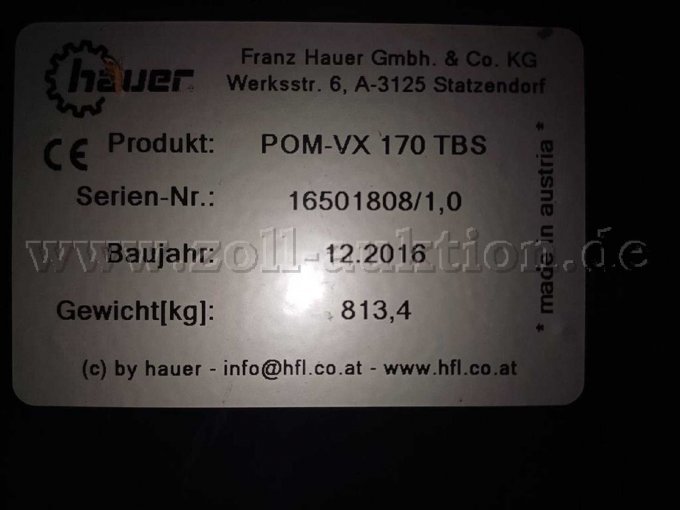 hauer
Franz Hauer Gmbh. & Co. KG
Werksstr. 6, A-3125 Statzendorf
CE Produkt: POM-VX 170 TBS
Serien-Nr.: 16501808/1,0
www.zoll-auktion.de
Baujahr: 12.2016
Gewicht[kg]: 813,4
* made in austria *
(c) by hauer - info@hfl.co.at - www.hfl.co.at